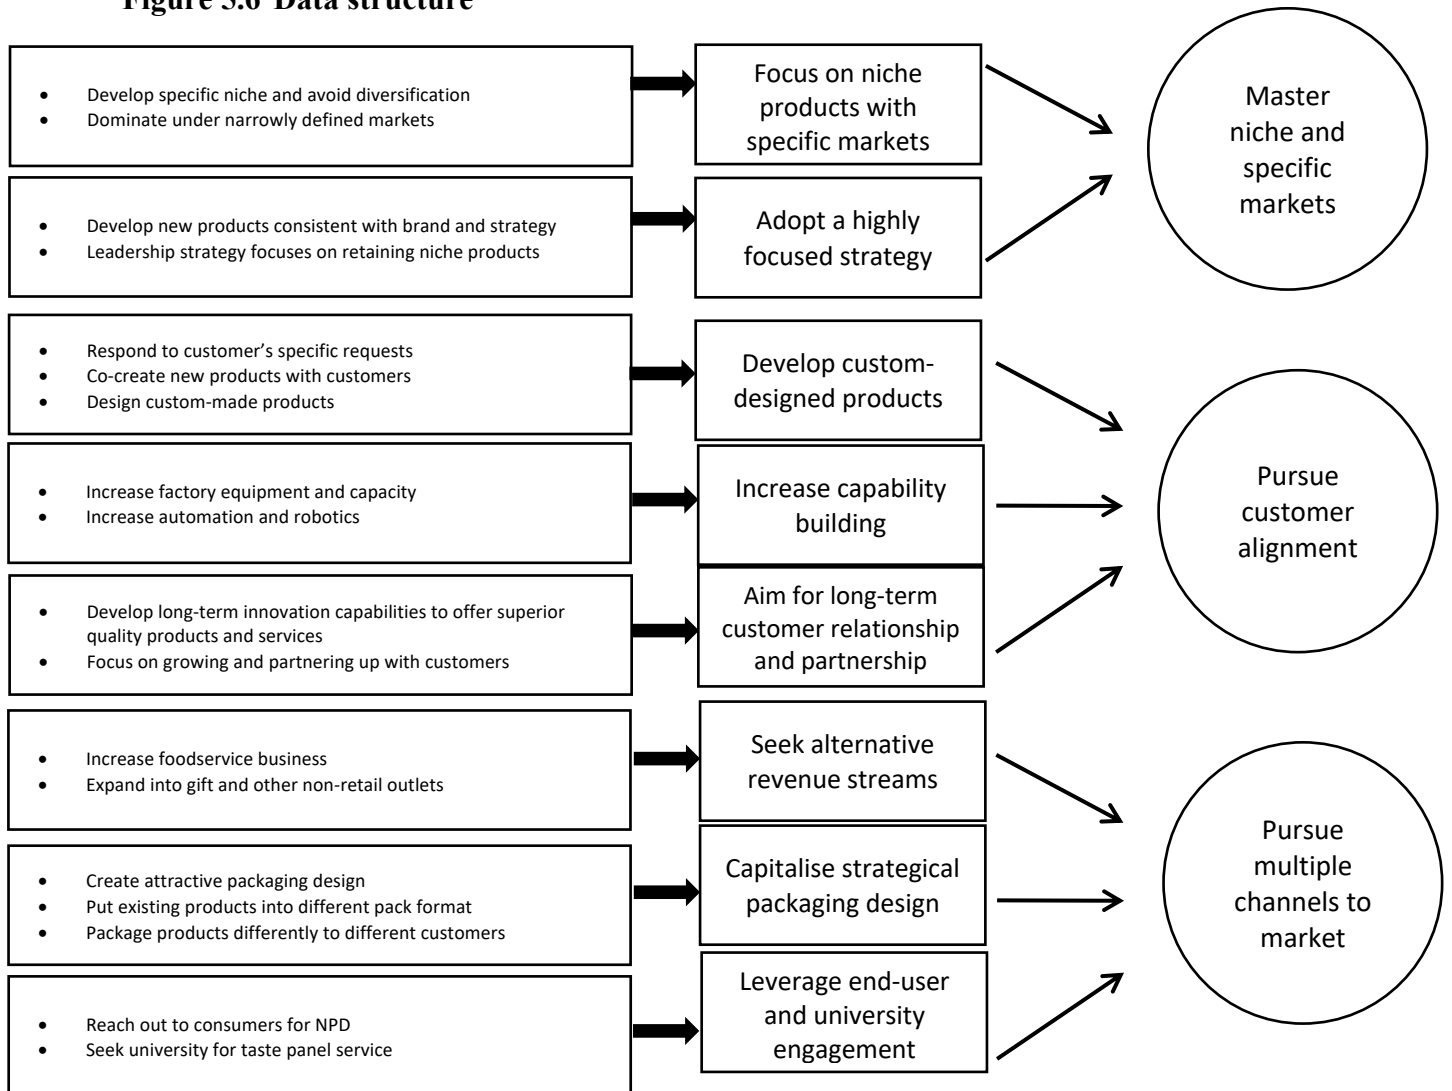 Figure 5.6 Data structure
• Develop specific niche and avoid diversification
• Dominate under narrowly defined markets
Focus on niche
products with
specific markets
Master
niche and
specific
markets
• Develop new products consistent with brand and strategy
• Leadership strategy focuses on retaining niche products
Adopt a highly
focused strategy
• Respond to customer’s specific requests
• Co-create new products with customers
• Design custom-made products
Develop custom-
designed products
• Increase factory equipment and capacity
• Increase automation and robotics
Increase capability
building
Pursue
customer
alignment
• Develop long-term innovation capabilities to offer superior
quality products and services
• Focus on growing and partnering up with customers
Aim for long-term
customer relationship
and partnership
• Increase foodservice business
• Expand into gift and other non-retail outlets
Seek alternative
revenue streams
• Create attractive packaging design
• Put existing products into different pack format
• Package products differently to different customers
Capitalise strategical
packaging design
Pursue
multiple
channels to
market
• Reach out to consumers for NPD
• Seek university for taste panel service
Leverage end-user
and university
engagement